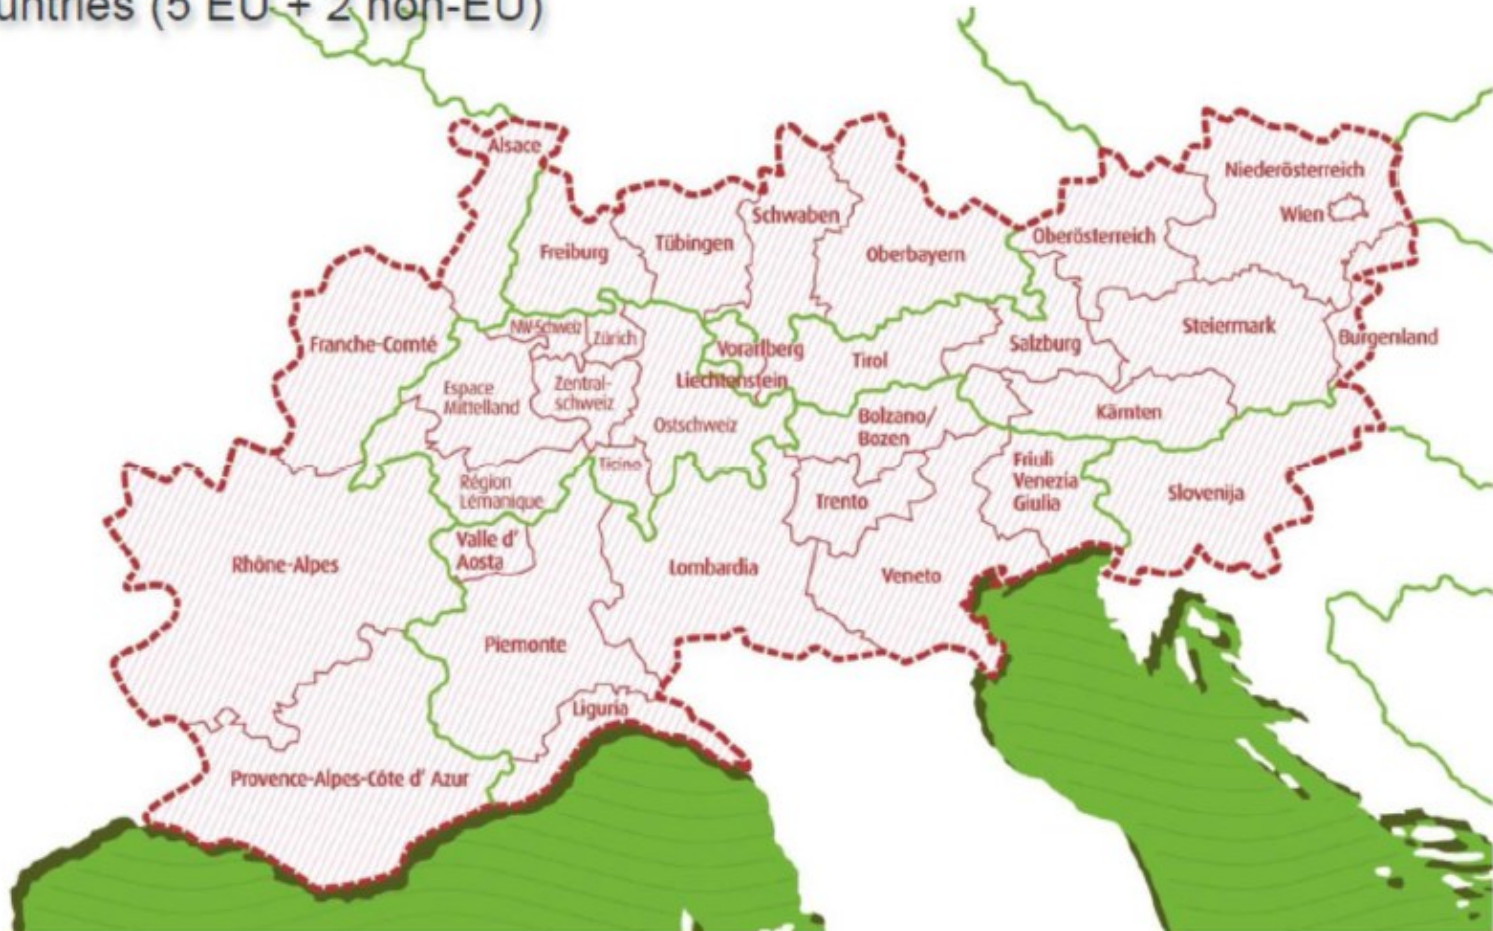 untries (5 EU + 2 non-EU)
Alsace
Niederösterreich
Wien
Schwaben
Oberösterreich
Tübingen
Freiburg
Oberbayern
NW-Schweiz
Zürich
Steiermark
Burgenland
Franche-Comté
Vorarlberg
Tirol
Salzburg
Liechtenstein
Espace
Mittelland
Zentral-
schweiz
Kärnten
Ostschweiz
Bolzano/
Bozen
Ticino
Friuli
Venezia
Giulia
Région
Lémanique
Trento
Slovenija
Valle d'
Aosta
Rhône-Alpes
Lombardia
Veneto
Piemonte
Liguria
Provence-Alpes-Côte d' Azur